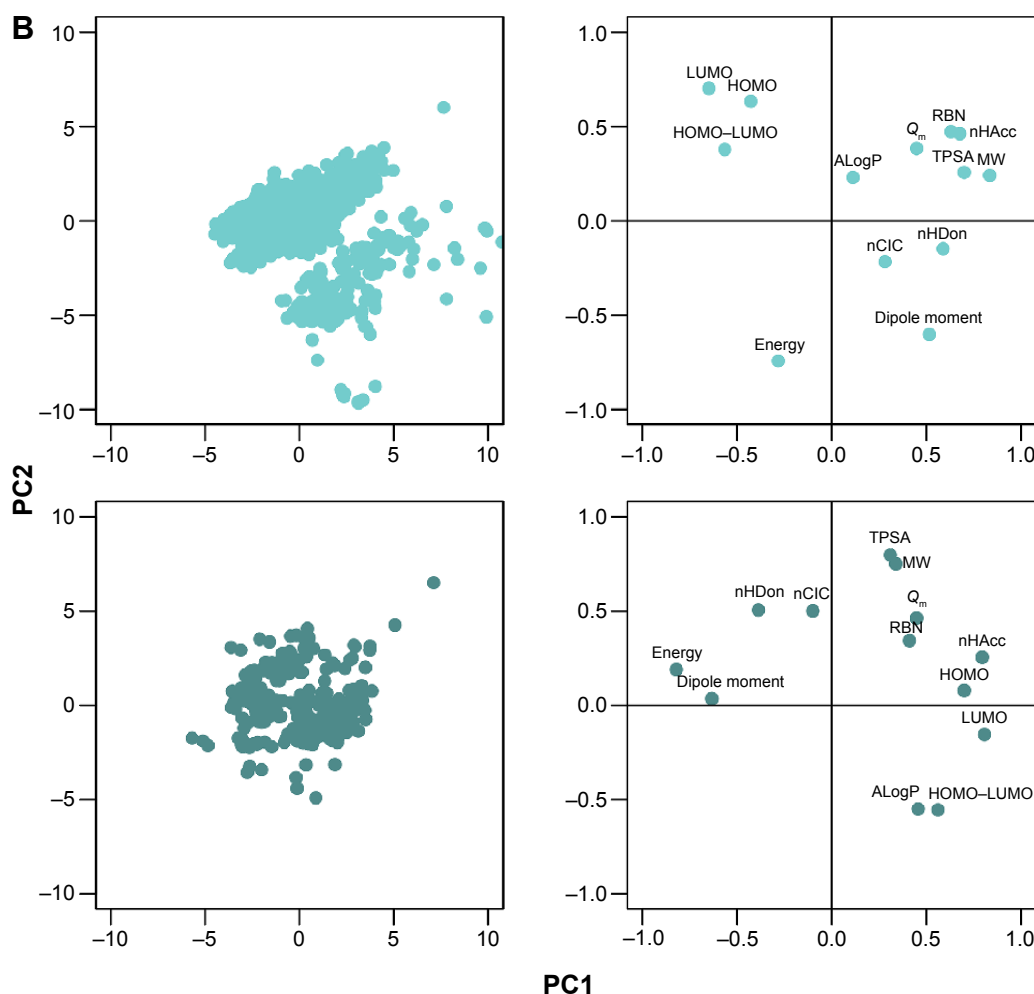 B
10
5
0
–5
–10
–10
–5
0
5
10
1.0
0.5
0.0
–0.5
–1.0
–1.0
–0.5
0.0
0.5
1.0
LUMO
HOMO
HOMO–LUMO
ALogP
Qm
RBN
nHAcc
TPSA
MW
nCIC
nHDon
Dipole moment
Energy
PC2
10
5
0
–5
–10
–10
–5
0
5
10
1.0
0.5
0.0
–0.5
–1.0
–1.0
–0.5
0.0
0.5
1.0
TPSA
MW
nHDon
nCIC
Qm
RBN
nHAcc
Energy
HOMO
Dipole moment
LUMO
ALogP
HOMO–LUMO
PC1